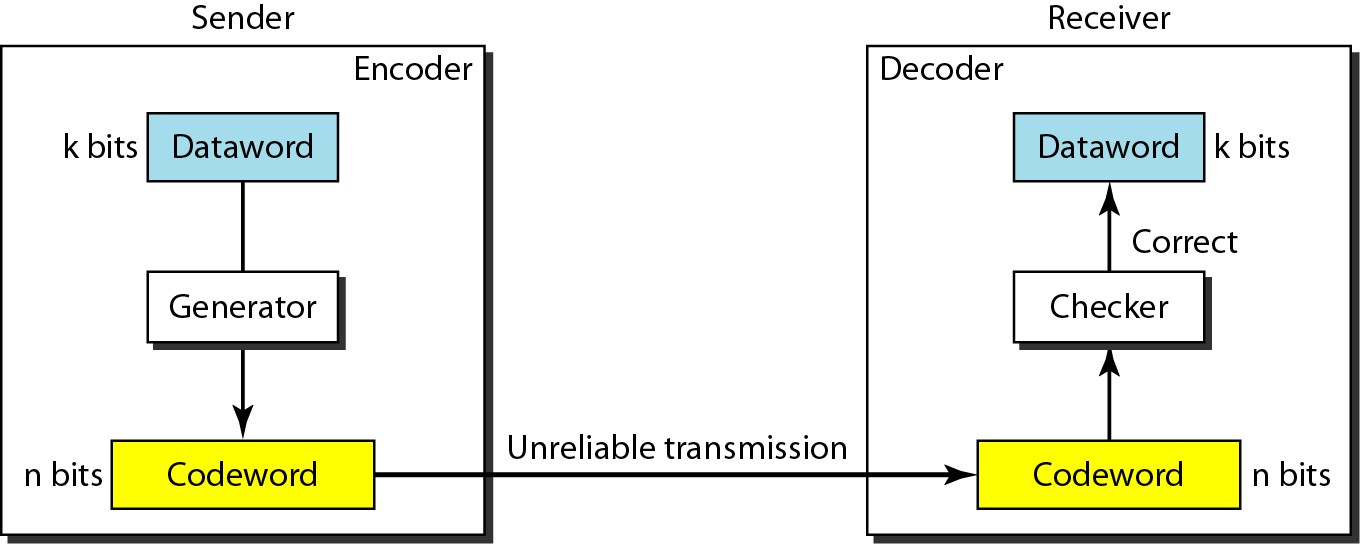 Sender
Receiver
Encoder
Decoder
k bits
Dataword
Dataword
k bits
Correct
Generator
Checker
Unreliable transmission
n bits
Codeword
Codeword
n bits